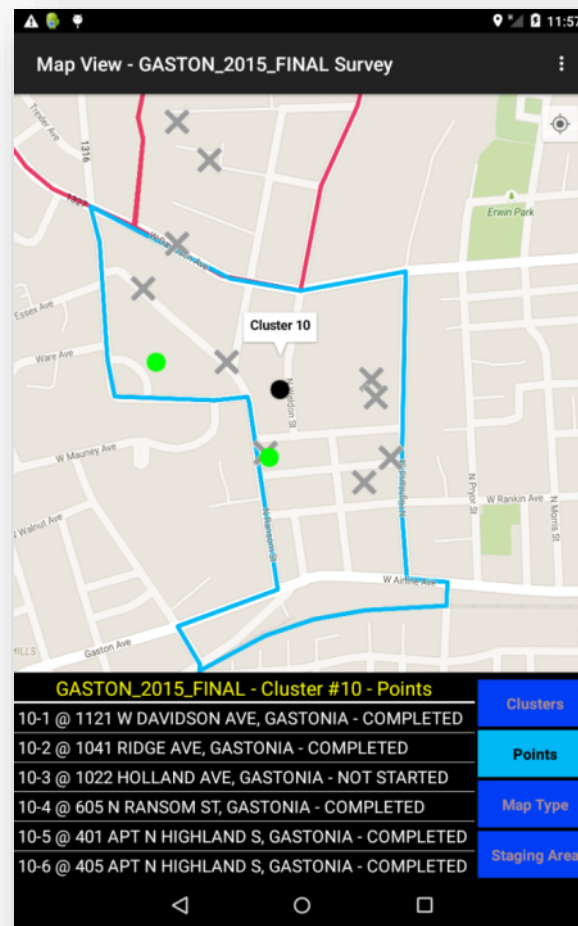 11:57
Map View - GASTON_2015_FINAL Survey
Trexler Ave
1316
1327
Erwin Park
Essex Ave
Cluster 10
Ware Ave
W Mauney Ave
W Rankin Ave
N Pryor St
N Morris St
N Ransom St
W Airline Ave
Gaston Ave
GASTON_2015_FINAL - Cluster #10 - Points
10-1 @ 1121 W DAVIDSON AVE, GASTONIA - COMPLETED
10-2 @ 1041 RIDGE AVE, GASTONIA - COMPLETED
10-3 @ 1022 HOLLAND AVE, GASTONIA - NOT STARTED
10-4 @ 605 N RANSOM ST, GASTONIA - COMPLETED
10-5 @ 401 APT N HIGHLAND S, GASTONIA - COMPLETED
10-6 @ 405 APT N HIGHLAND S, GASTONIA - COMPLETED
Clusters
Points
Map Type
Staging Area